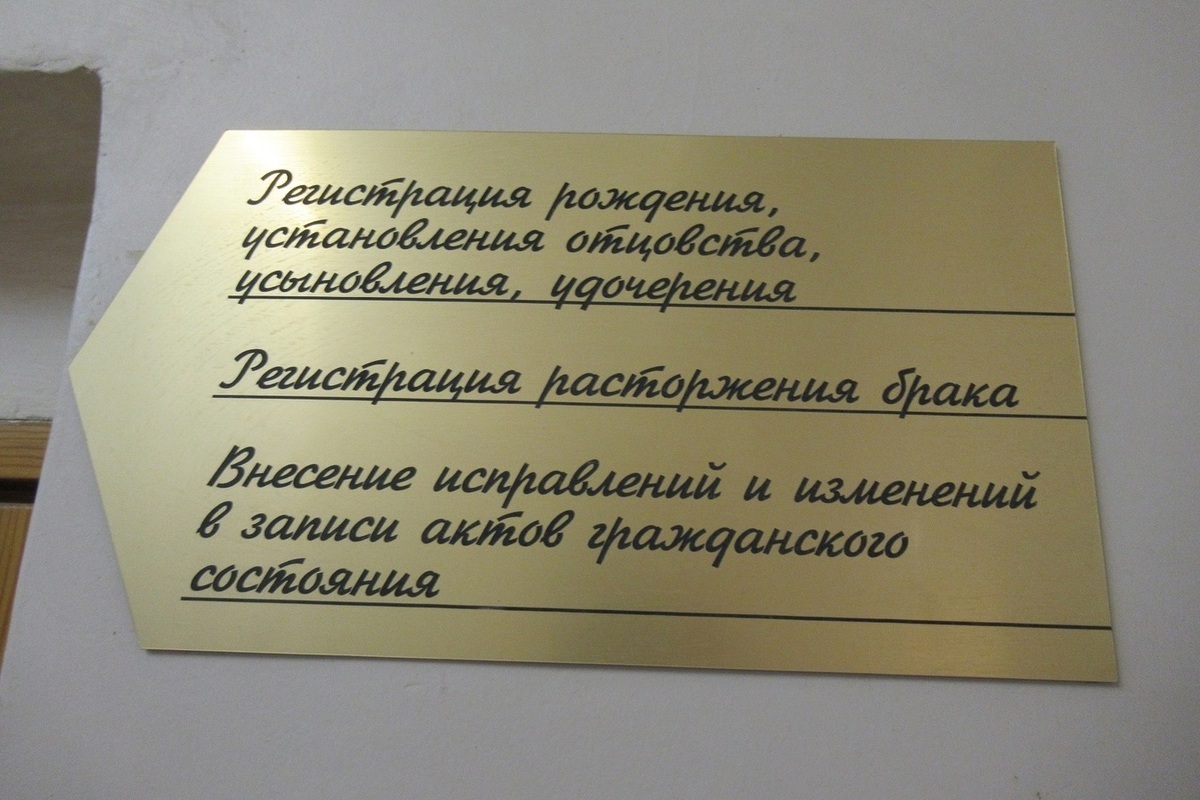 Регистрация рождения,
установления отцовства,
усыновления, удочерения
Регистрация расторжения брака
Внесение исправлений и изменений
в записи актов гражданского
состояния